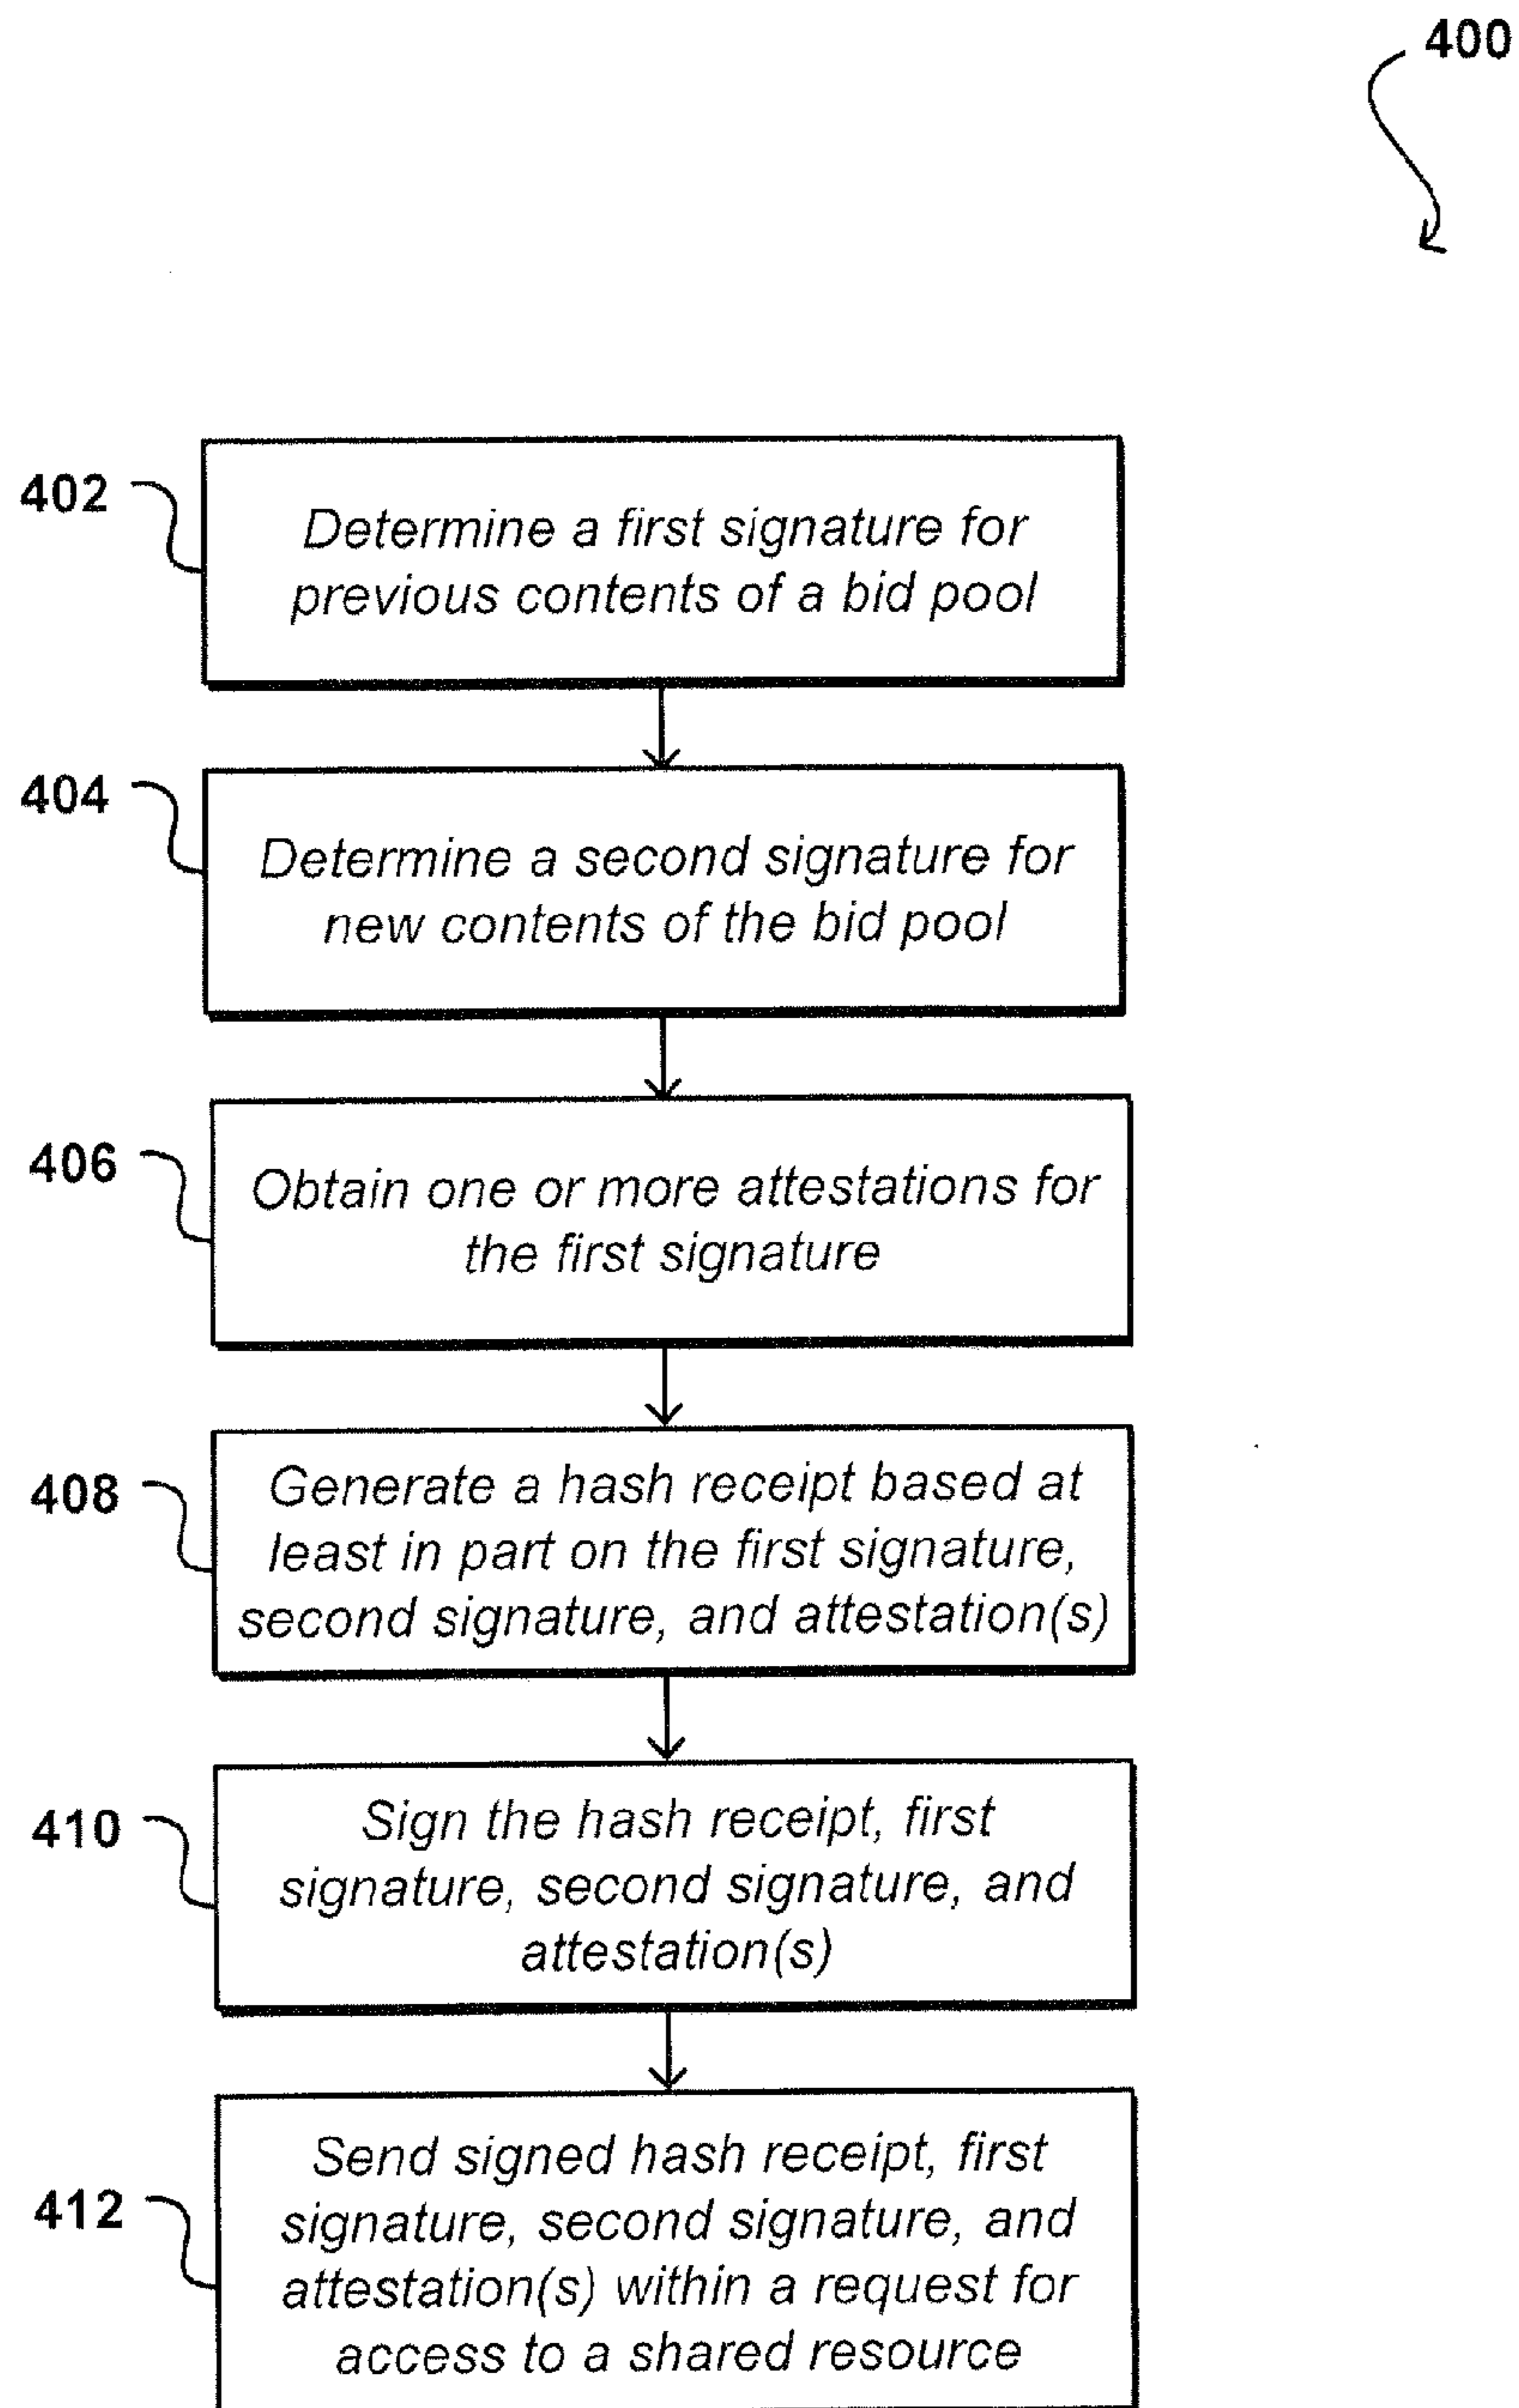 400
402
Determine a first signature for
previous contents of a bid pool
404
Determine a second signature for
new contents of the bid pool
406
Obtain one or more attestations for
the first signature
408
Generate a hash receipt based at
least in part on the first signature,
second signature, and attestation(s)
410
Sign the hash receipt, first
signature, second signature, and
attestation(s)
412
Send signed hash receipt, first
signature, second signature, and
attestation(s) within a request for
access to a shared resource